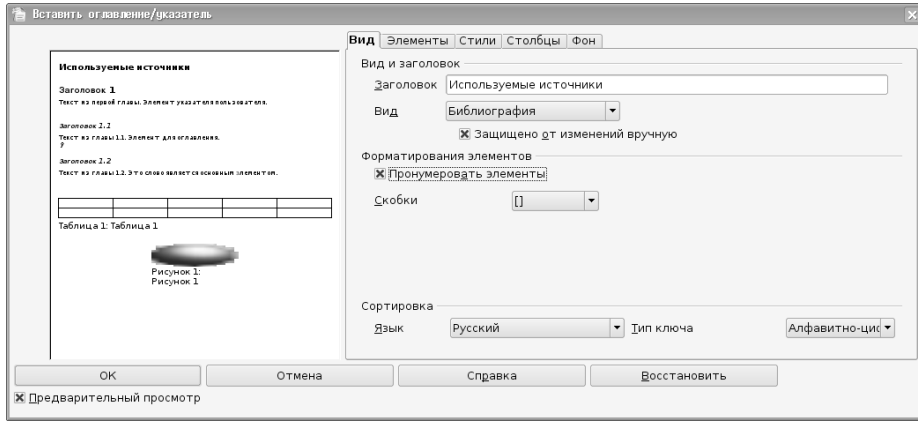 Вставить оглавление/указатель
Вид Элементы Стили Столбцы Фон
Используемые источники
Заголовок 1
Текст из первой главы. Элемент указателя пользователя.
Заголовок 1.1
Текст из главы 1.1. Элемент для оглавления.
Заголовок 1.2
Текст из главы 1.2. Это слово является основным элементом.
Таблица 1: Таблица 1
Рисунок 1:
Рисунок 1
Вид и заголовок
Заголовок Используемые источники
Вид Библиография
Защищено от изменений вручную
Форматирования элементов
Пронумеровать элементы
Скобки []
Сортировка
Язык Русский Тип ключа Алфавитно-циф
OK Отмена Справка Восстановить
Предварительный просмотр